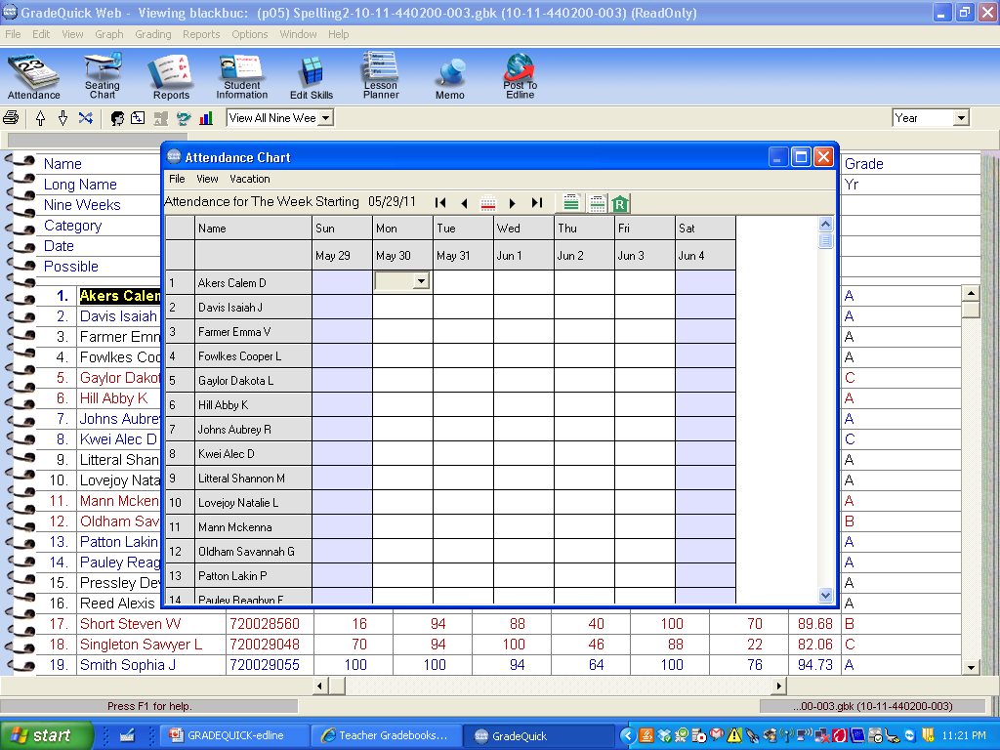 GradeQuick Web - Viewing blackbuc: (p05) Spelling2-10-11-440200-003.gbk (10-11-440200-003) (ReadOnly)
File Edit View Graph Grading Reports Options Window Help
September 23
Attendance
Seating Chart
Reports
Student Information
Edit Skills
Lesson Planner
Memo
Post To Edline
View All Nine Wee
Year
Name
Long Name
Nine Weeks
Category
Date
Possible
Grade
Yr
Attendance Chart
File View Vacation
Attendance for The Week Starting 05/29/11
R
Name Sun Mon Tue Wed Thu Fri Sat
May 29 May 30 May 31 Jun 1 Jun 2 Jun 3 Jun 4
1 Akers Calem D
2 Davis Isaiah J
3 Farmer Emma V
4 Fowlkes Cooper L
5 Gaylor Dakota L
6 Hill Abby K
7 Johns Aubrey R
8 Kwei Alec D
9 Litteral Shannon M
10 Lovejoy Natalie L
11 Mann Mckenna
12 Oldham Savannah G
13 Patton Lakin P
14 Pauley Reaghyn F
1. Akers Calen A
2. Davis Isaiah A
3. Farmer Emn A
4. Fowlkes Coo A
5. Gaylor Dakot C
6. Hill Abby K A
7. Johns Aubre A
8. Kwei Alec D C
9. Litteral Shan A
10. Lovejoy Nata A
11. Mann Mcken A
12. Oldham Sav B
13. Patton Lakin A
14. Pauley Reag A
15. Pressley De A
16. Reed Alexis A
17. Short Steven W 720028560 16 94 88 40 100 70 89.68 B
18. Singleton Sawyer L 720029048 70 94 100 46 88 22 82.06 C
19. Smith Sophia J 720029055 100 100 94 64 100 76 94.73 A
Press F1 for help.
...00-003.gbk (10-11-440200-003)
start
GRADEQUICK-edline
Teacher Gradebooks...
GradeQuick
11:21 PM